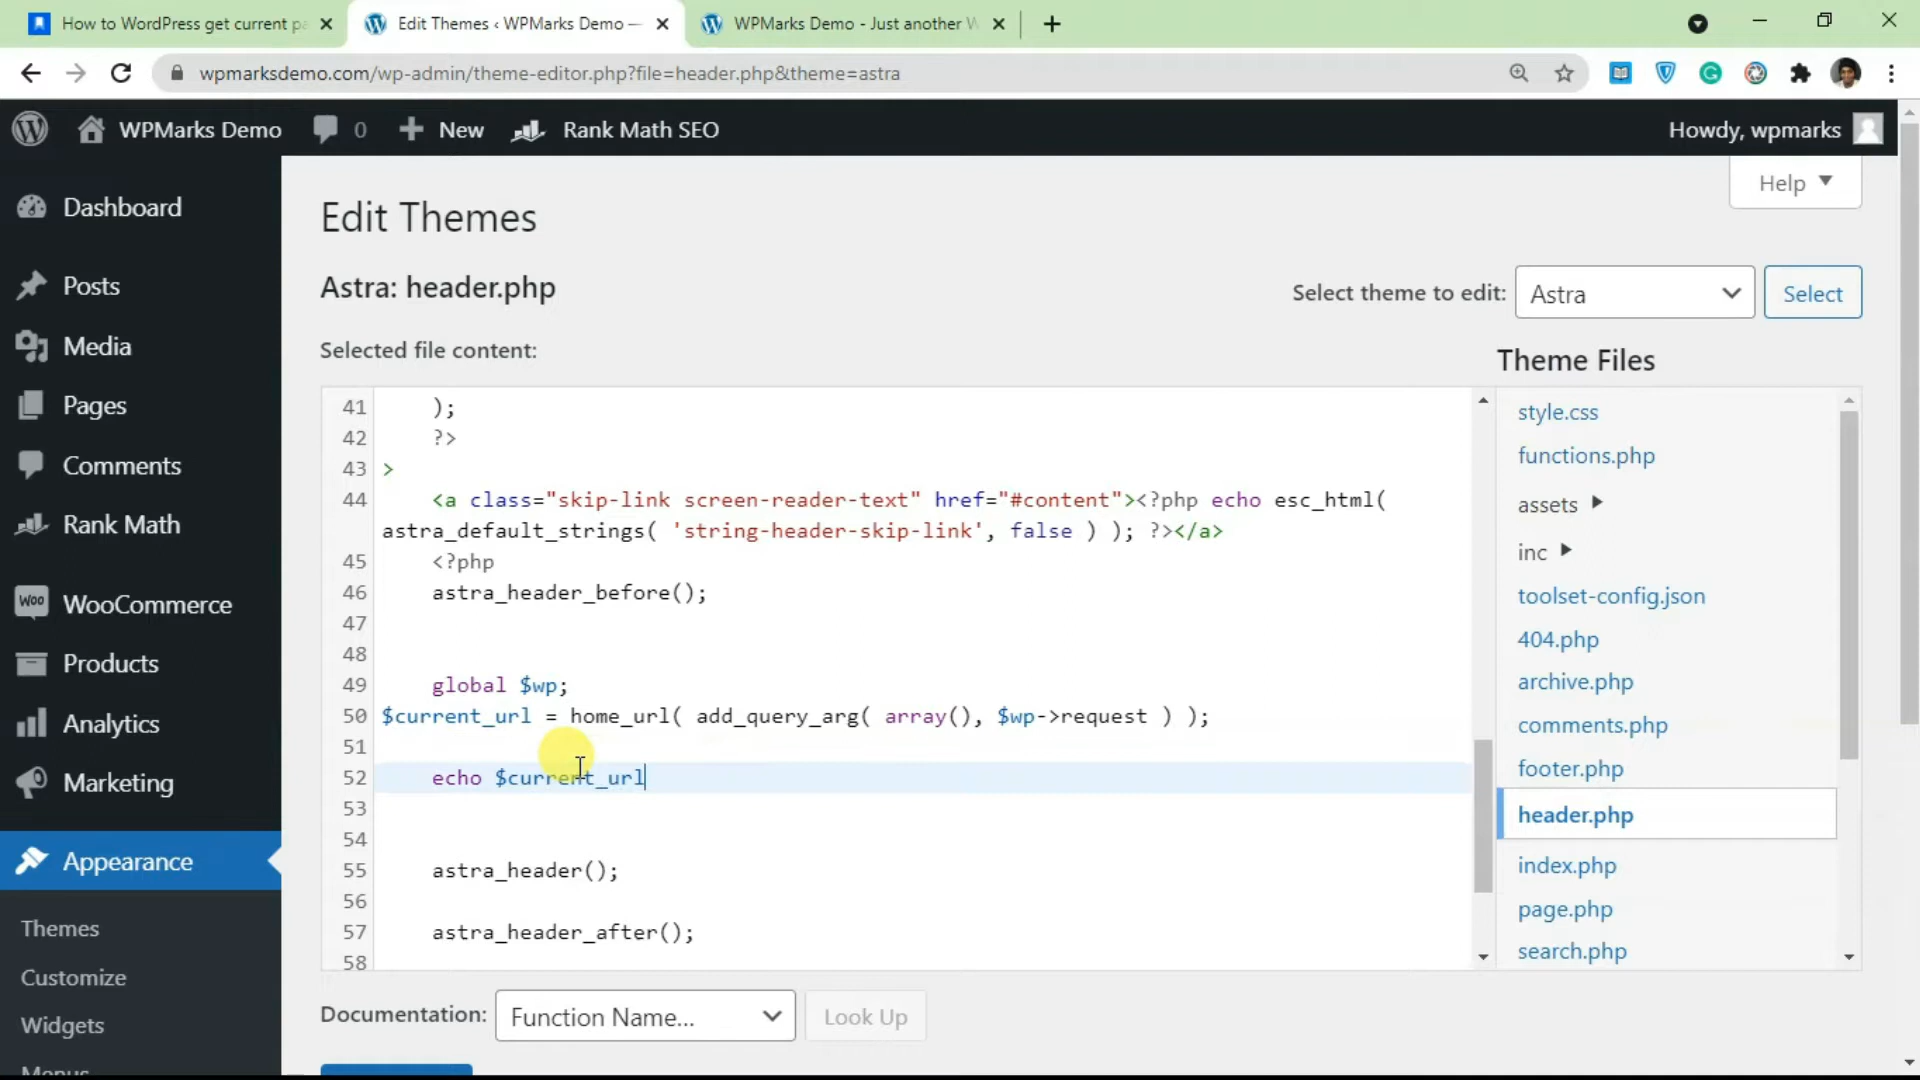 How to WordPress get current pa
Edit Themes ‹ WPMarks Demo —
WPMarks Demo - Just another W
wpmarksdemo.com/wp-admin/theme-editor.php?file=header.php&theme=astra
WPMarks Demo
0
New
Rank Math SEO
Howdy, wpmarks
Help
Dashboard
Posts
Media
Pages
Comments
Rank Math
WooCommerce
Products
Analytics
Marketing
Appearance
Themes
Customize
Widgets
Menus
Edit Themes
Astra: header.php
Select theme to edit:
Astra
Select
Selected file content:
41 );
42 ?>
43 >
44 <a class="skip-link screen-reader-text" href="#content"><?php echo esc_html(
astra_default_strings( 'string-header-skip-link', false ) ); ?></a>
45 <?php
46 astra_header_before();
47
48
49 global $wp;
50 $current_url = home_url( add_query_arg( array(), $wp->request ) );
51
52 echo $current_url
53
54
55 astra_header();
56
57 astra_header_after();
58
Theme Files
style.css
functions.php
assets
inc
toolset-config.json
404.php
archive.php
comments.php
footer.php
header.php
index.php
page.php
search.php
Documentation:
Function Name...
Look Up